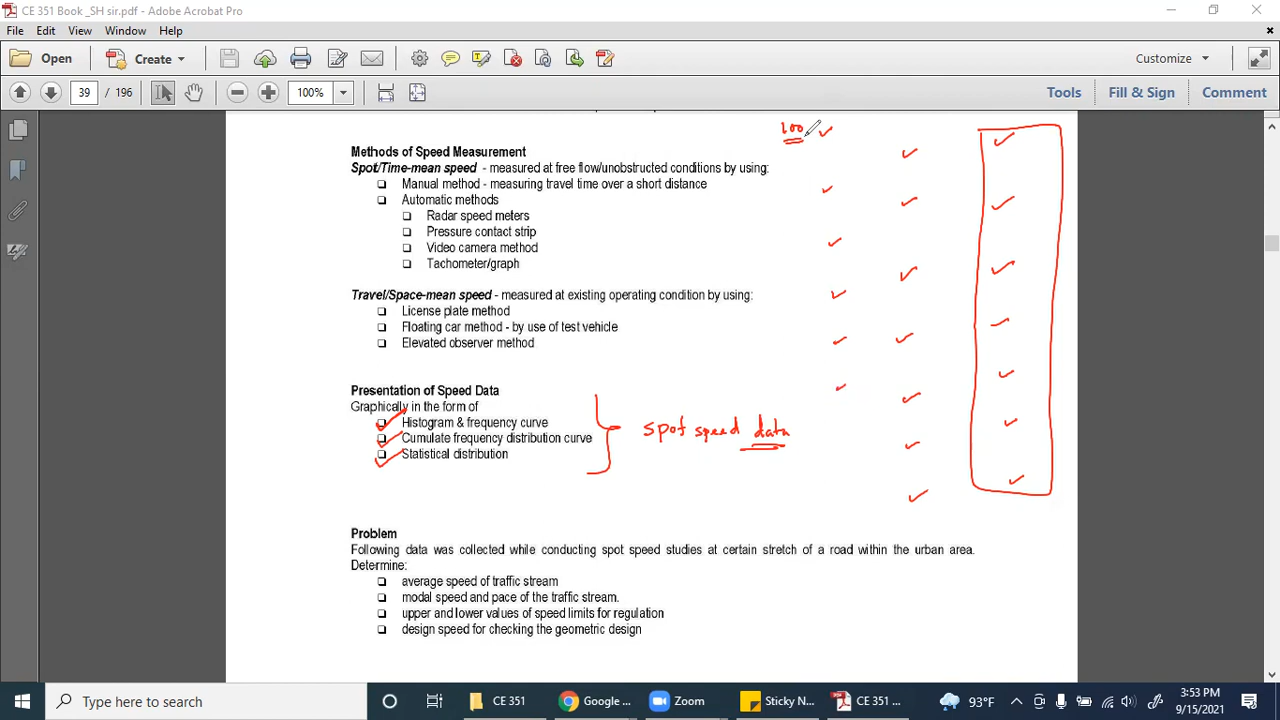 CE 351 Book _SH sir.pdf - Adobe Acrobat Pro
File Edit View Window Help
Open Create Customize
39 / 196 100% Tools Fill & Sign Comment
100
Methods of Speed Measurement
Spot/Time-mean speed - measured at free flow/unobstructed conditions by using:
Manual method - measuring travel time over a short distance
Automatic methods
Radar speed meters
Pressure contact strip
Video camera method
Tachometer/graph
Travel/Space-mean speed - measured at existing operating condition by using:
License plate method
Floating car method - by use of test vehicle
Elevated observer method
Presentation of Speed Data
Graphically in the form of
Histogram & frequency curve
Cumulate frequency distribution curve
Statistical distribution
spot speed data
Problem
Following data was collected while conducting spot speed studies at certain stretch of a road within the urban area.
Determine:
average speed of traffic stream
modal speed and pace of the traffic stream.
upper and lower values of speed limits for regulation
design speed for checking the geometric design
Type here to search CE 351 Google ... Zoom Sticky N... CE 351 ... 93°F 3:53 PM
9/15/2021